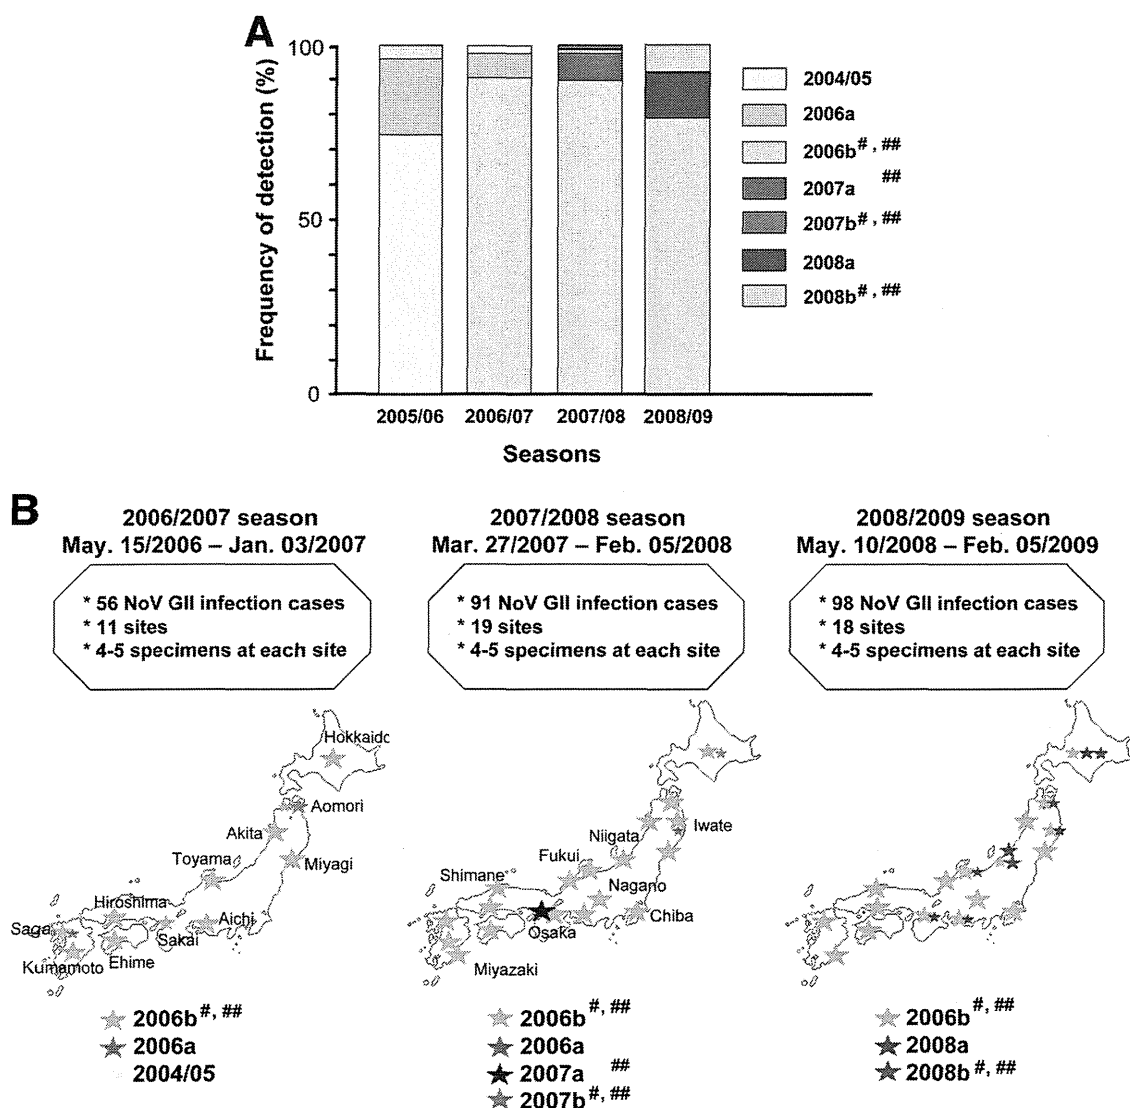 A
100
50
0
Frequency of detection (%)
2005/06 2006/07 2007/08 2008/09
Seasons
2004/05
2006a
2006b#, ##
2007a ##
2007b#, ##
2008a
2008b#, ##
B
2006/2007 season
May. 15/2006 – Jan. 03/2007
* 56 NoV GII infection cases
* 11 sites
* 4-5 specimens at each site
Hokkaido
Aomori
Akita
Miyagi
Toyama
Hiroshima
Aichi
Saga
Sakai
Ehime
Kumamoto
2006b#, ##
2006a
2004/05
2007/2008 season
Mar. 27/2007 – Feb. 05/2008
* 91 NoV GII infection cases
* 19 sites
* 4-5 specimens at each site
Iwate
Niigata
Fukui
Shimane
Nagano
Chiba
Osaka
Miyazaki
2006b#, ##
2006a
2007a ##
2007b#, ##
2008/2009 season
May. 10/2008 – Feb. 05/2009
* 98 NoV GII infection cases
* 18 sites
* 4-5 specimens at each site
2006b#, ##
2008a
2008b#, ##